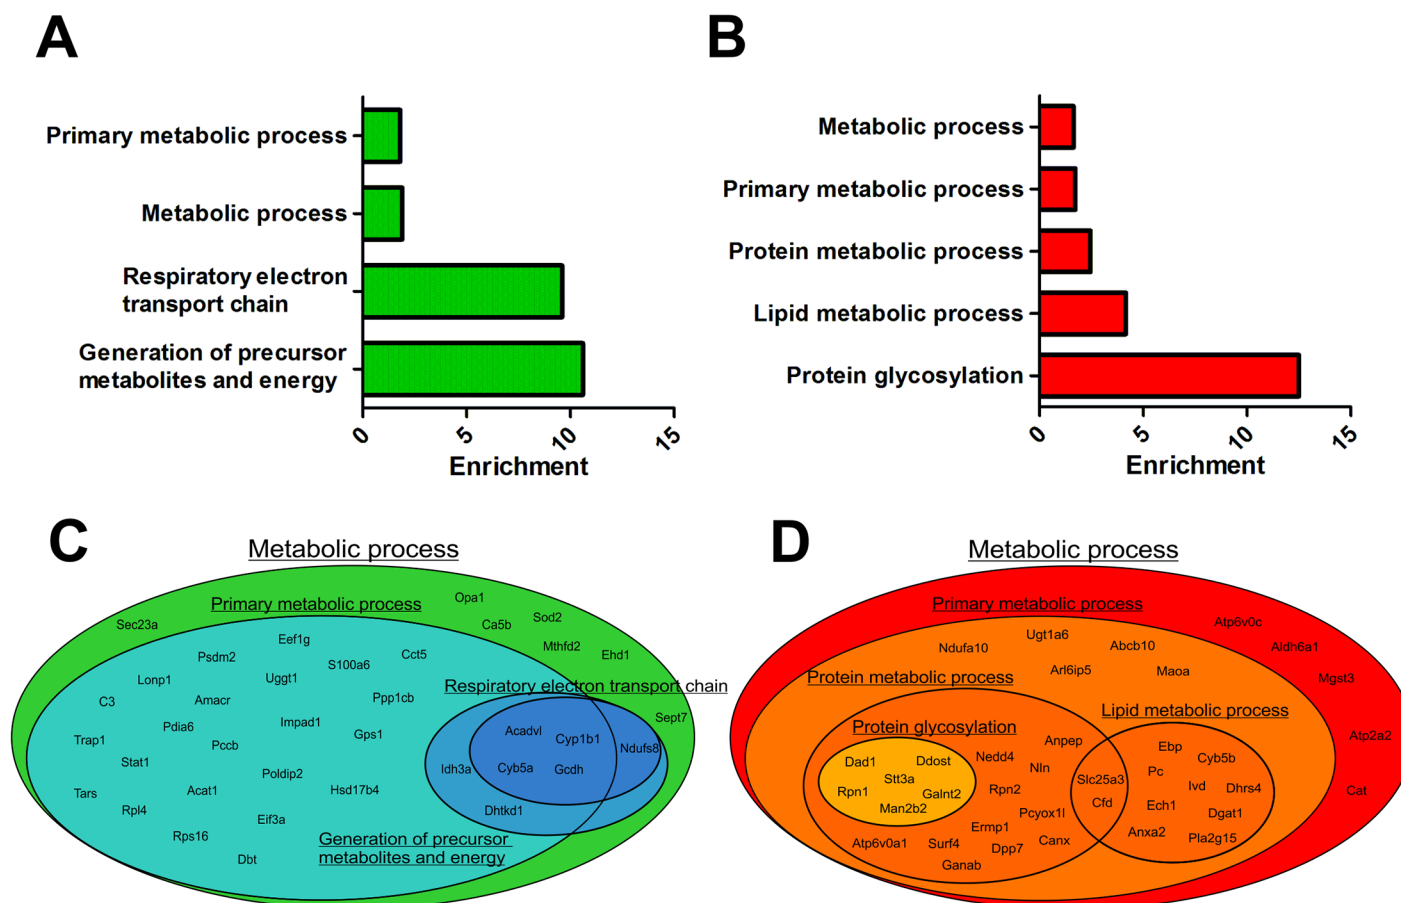 A
Primary metabolic process
Metabolic process
Respiratory electron
transport chain
Generation of precursor
metabolites and energy
0
5
10
15
Enrichment
B
Metabolic process
Primary metabolic process
Protein metabolic process
Lipid metabolic process
Protein glycosylation
0
5
10
15
Enrichment
C
Metabolic process
Primary metabolic process
Opa1
Sec23a
Ca5b
Sod2
Eef1g
Mthfd2
Psdm2
S100a6
Cct5
Ehd1
Lonp1
Uggt1
Respiratory electron transport chain
C3
Amacr
Ppp1cb
Pdia6
Impad1
Gps1
Sept7
Trap1
Pccb
Acadvl
Cyp1b1
Ndufs8
Stat1
Poldip2
Idh3a
Cyb5a
Gcdh
Tars
Acat1
Hsd17b4
Rpl4
Dhtkd1
Rps16
Eif3a
Generation of precursor
metabolites and energy
Dbt
D
Metabolic process
Primary metabolic process
Atp6v0c
Ugt1a6
Ndufa10
Abcb10
Aldh6a1
Arl6ip5
Maoa
Protein metabolic process
Mgst3
Lipid metabolic process
Protein glycosylation
Anpep
Atp2a2
Dad1
Ddost
Nedd4
Nln
Ebp
Cyb5b
Stt3a
Slc25a3
Pc
Rpn1
Galnt2
Rpn2
Ivd
Dhrs4
Cat
Man2b2
Cfd
Ech1
Pcyox1l
Dgat1
Ermp1
Anxa2
Atp6v0a1
Surf4
Dpp7
Canx
Pla2g15
Ganab